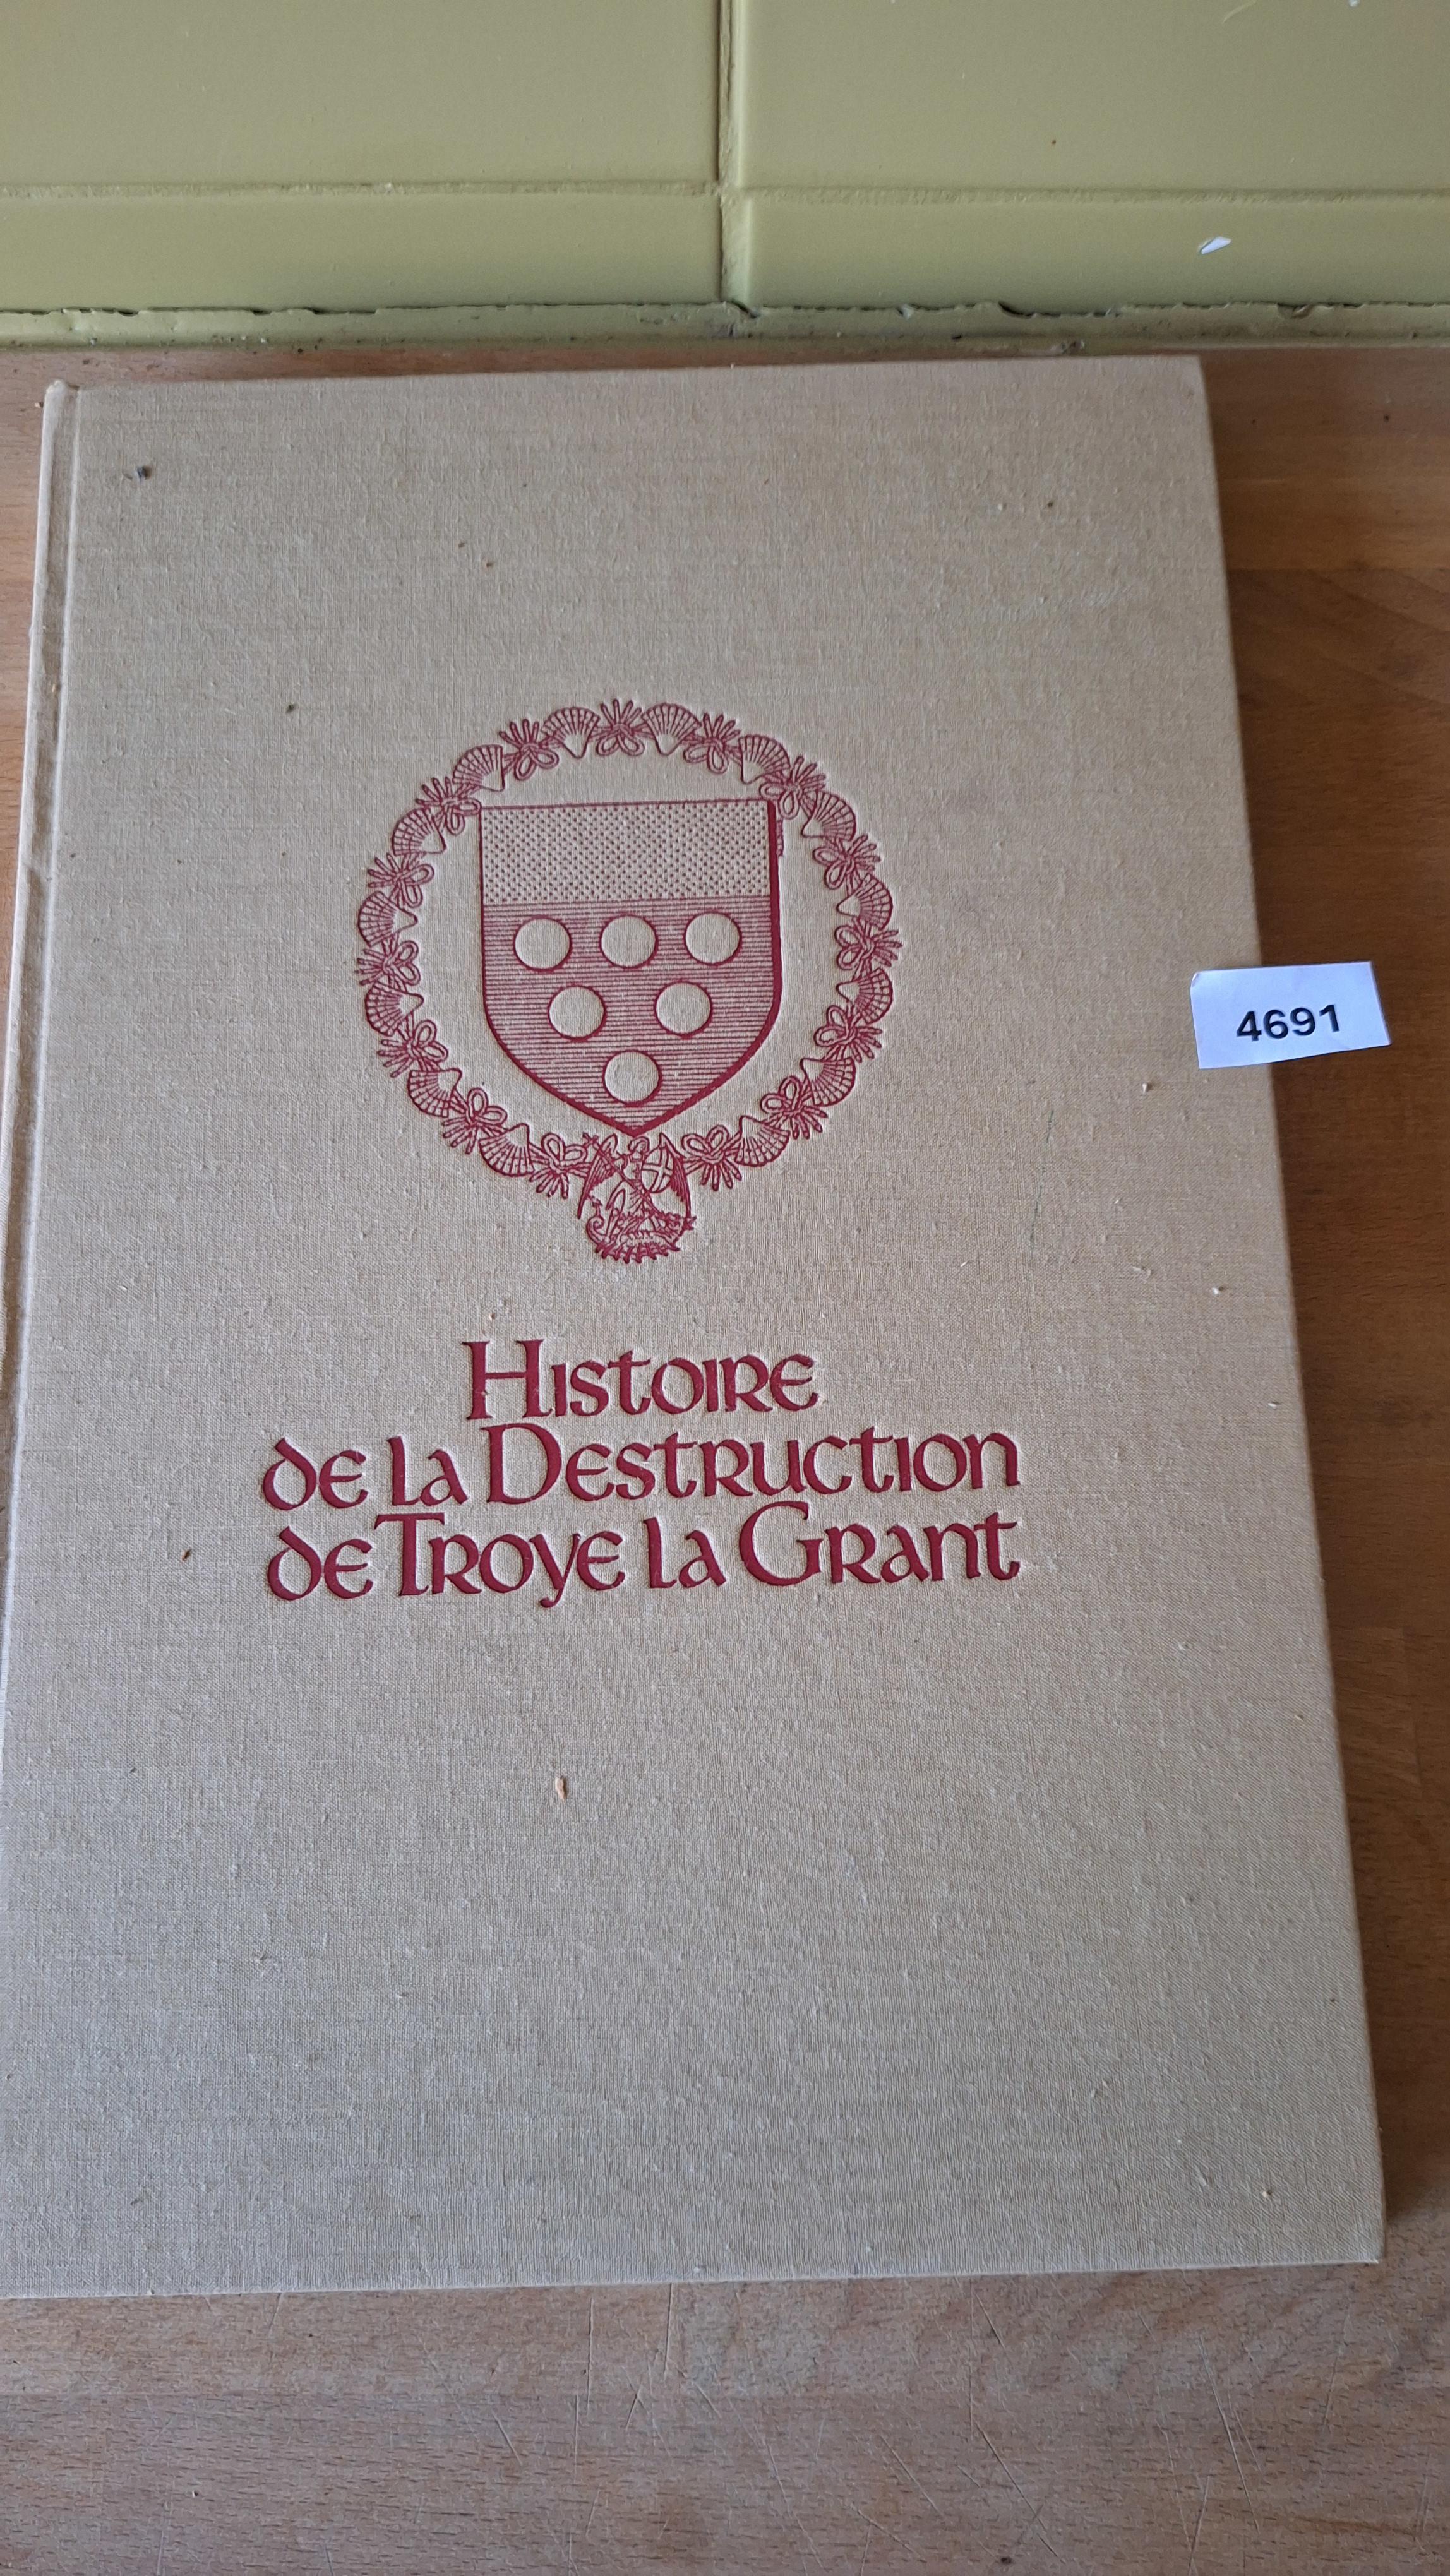 Histoire
de la Destruction
de Troye la Grant
4691